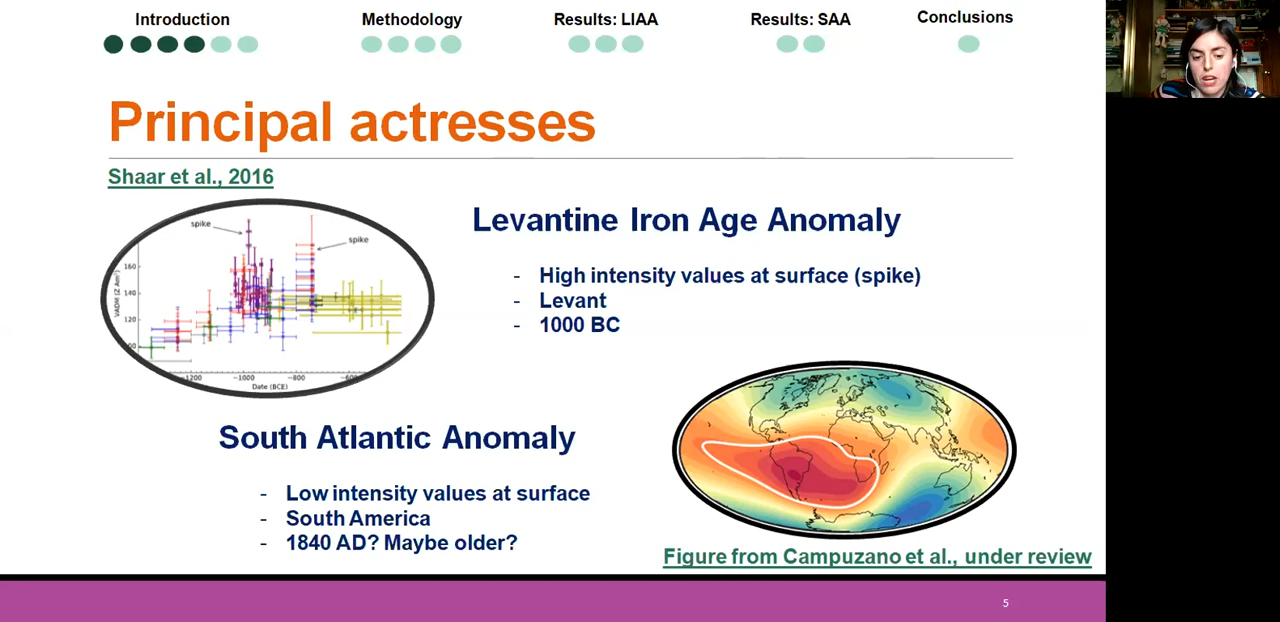 Introduction
Methodology
Results: LIAA
Results: SAA
Conclusions
Principal actresses
Shaar et al., 2016
spike
spike
160
140
120
VADM (Z Am²)
−1000
−800
Date (BCE)
Levantine Iron Age Anomaly
- High intensity values at surface (spike)
- Levant
- 1000 BC
South Atlantic Anomaly
- Low intensity values at surface
- South America
- 1840 AD? Maybe older?
Figure from Campuzano et al., under review
5